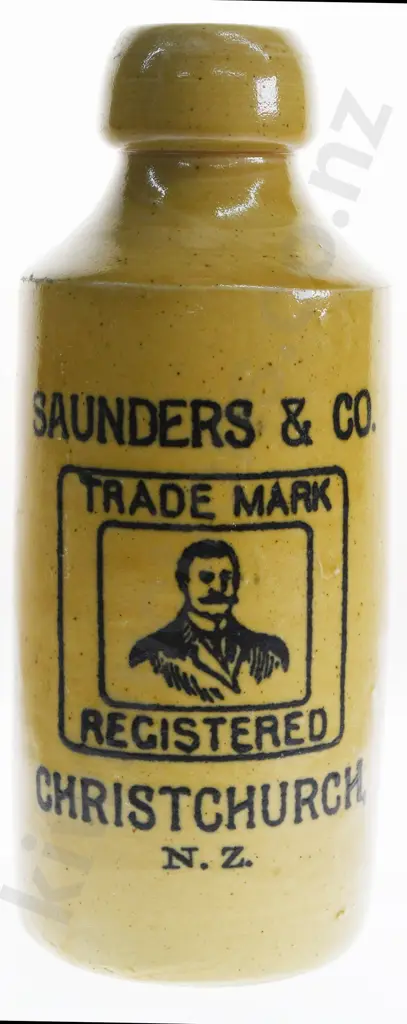 SAUNDERS & CO.
TRADE MARK
REGISTERED
CHRISTCHURCH,
N. Z.